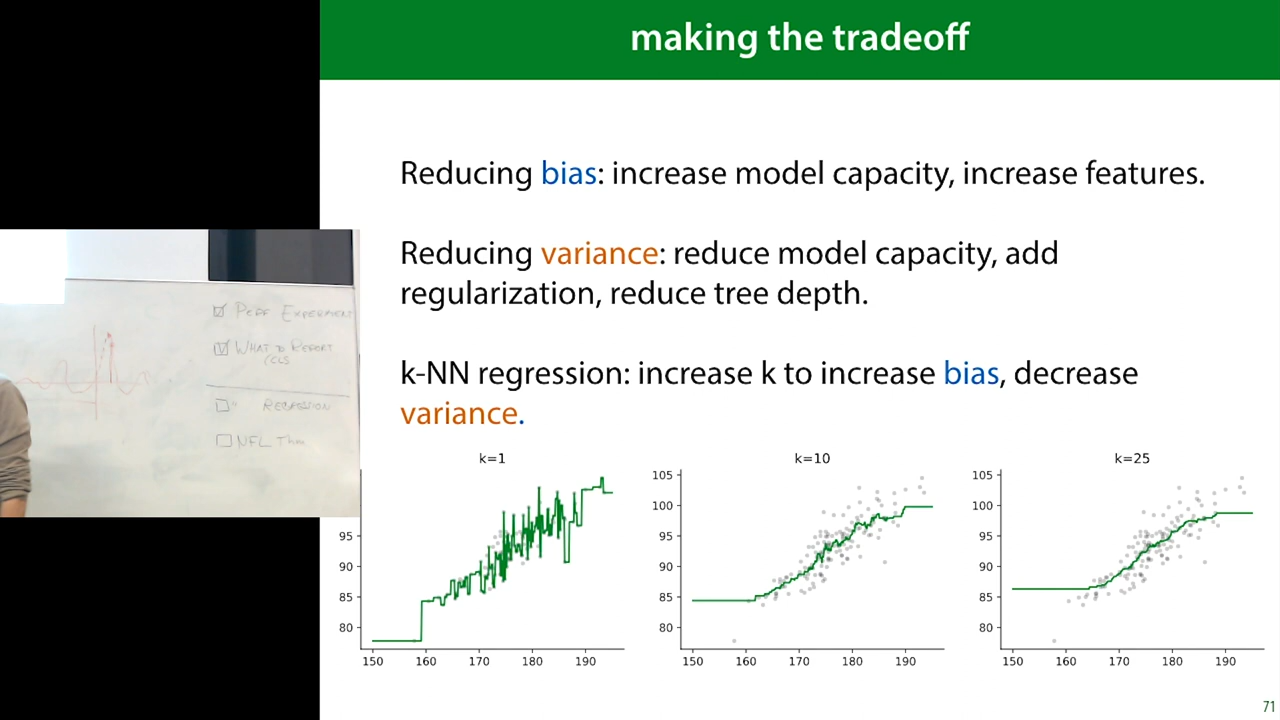 making the tradeoff
Reducing bias: increase model capacity, increase features.
Reducing variance: reduce model capacity, add
regularization, reduce tree depth.
k-NN regression: increase k to increase bias, decrease
variance.
PERF EXPERIMENT
WHAT TO REPORT
REGRESSION
NFL Thm
k=1
95
90
85
80
150 160 170 180 190
k=10
105
100
95
90
85
80
150 160 170 180 190
k=25
105
100
95
90
85
80
150 160 170 180 190
71